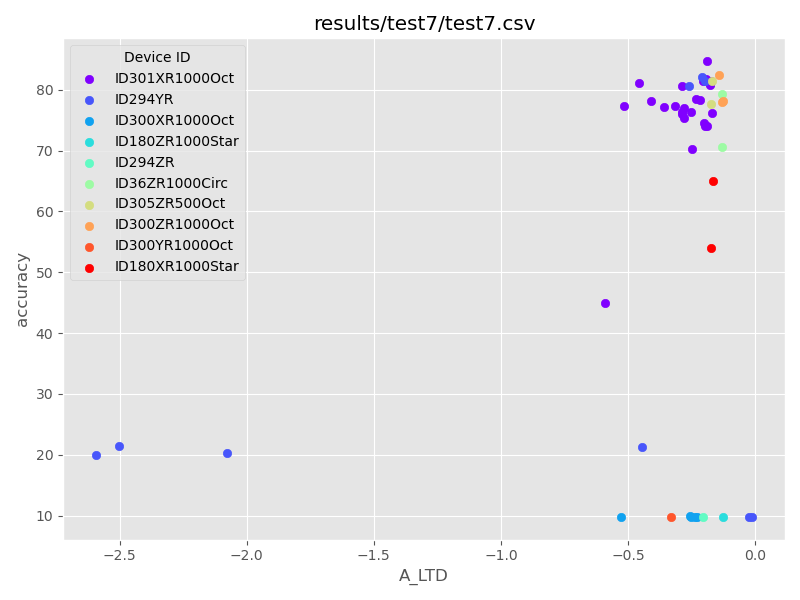 results/test7/test7.csv
Device ID
ID301XR1000Oct
ID294YR
ID300XR1000Oct
ID180ZR1000Star
ID294ZR
ID36ZR1000Circ
ID305ZR500Oct
ID300ZR1000Oct
ID300YR1000Oct
ID180XR1000Star
accuracy
80
70
60
50
40
30
20
10
−2.5
−2.0
−1.5
−1.0
−0.5
0.0
A_LTD